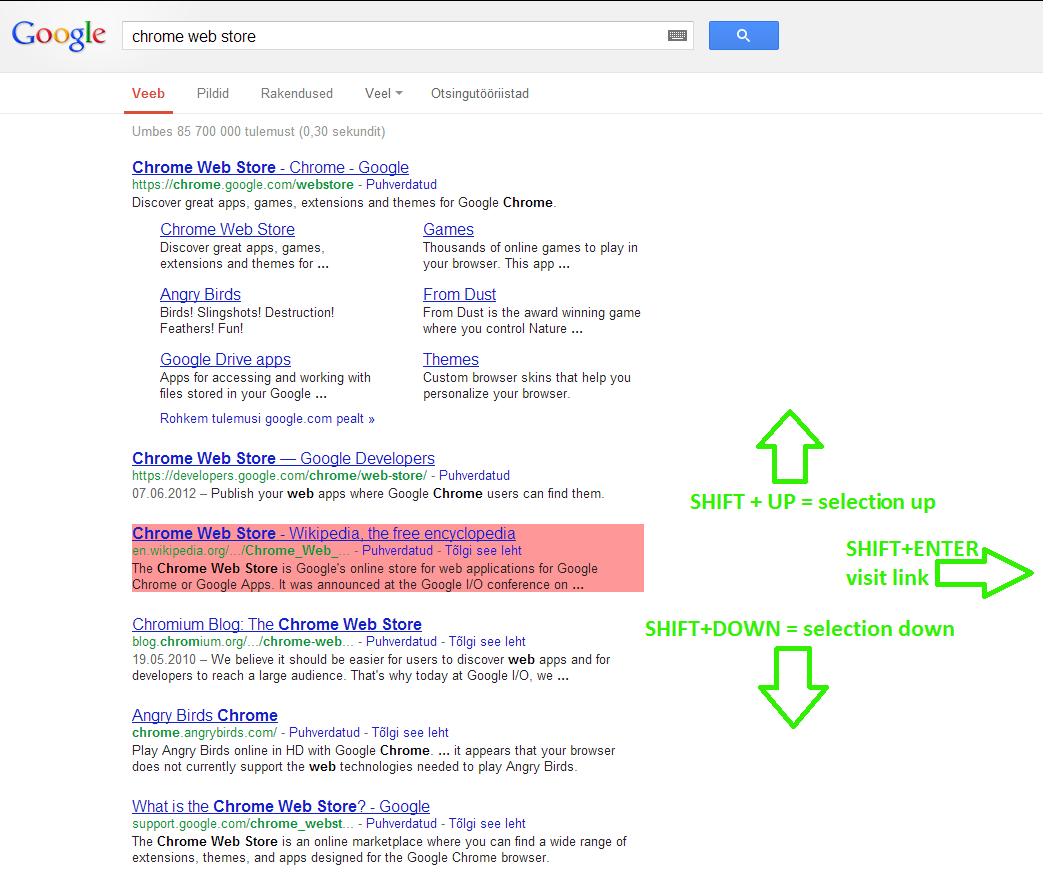 Google
chrome web store
Veeb Pildid Rakendused Veel Otsingutööriistad
Umbes 85 700 000 tulemust (0,30 sekundit)
Chrome Web Store - Chrome - Google
https://chrome.google.com/webstore - Puhverdatud
Discover great apps, games, extensions and themes for Google Chrome.
Chrome Web Store
Discover great apps, games,
extensions and themes for ...
Games
Thousands of online games to play in
your browser. This app ...
Angry Birds
Birds! Slingshots! Destruction!
Feathers! Fun!
From Dust
From Dust is the award winning game
where you control Nature ...
Google Drive apps
Apps for accessing and working with
files stored in your Google ...
Themes
Custom browser skins that help you
personalize your browser.
Rohkem tulemusi google.com pealt »
Chrome Web Store — Google Developers
https://developers.google.com/chrome/web-store/ - Puhverdatud
07.06.2012 – Publish your web apps where Google Chrome users can find them.
SHIFT + UP = selection up
Chrome Web Store - Wikipedia, the free encyclopedia
en.wikipedia.org/.../Chrome_Web_... - Puhverdatud - Tõlgi see leht
The Chrome Web Store is Google's online store for web applications for Google
Chrome or Google Apps. It was announced at the Google I/O conference on ...
SHIFT+ENTER
visit link
Chromium Blog: The Chrome Web Store
blog.chromium.org/.../chrome-web... - Puhverdatud - Tõlgi see leht
19.05.2010 – We believe it should be easier for users to discover web apps and for
developers to reach a large audience. That's why today at Google I/O, we ...
SHIFT+DOWN = selection down
Angry Birds Chrome
chrome.angrybirds.com/ - Puhverdatud - Tõlgi see leht
Play Angry Birds online in HD with Google Chrome. ... it appears that your browser
does not currently support the web technologies needed to play Angry Birds.
What is the Chrome Web Store? - Google
support.google.com/chrome_webst... - Puhverdatud - Tõlgi see leht
The Chrome Web Store is an online marketplace where you can find a wide range of
extensions, themes, and apps designed for the Google Chrome browser.